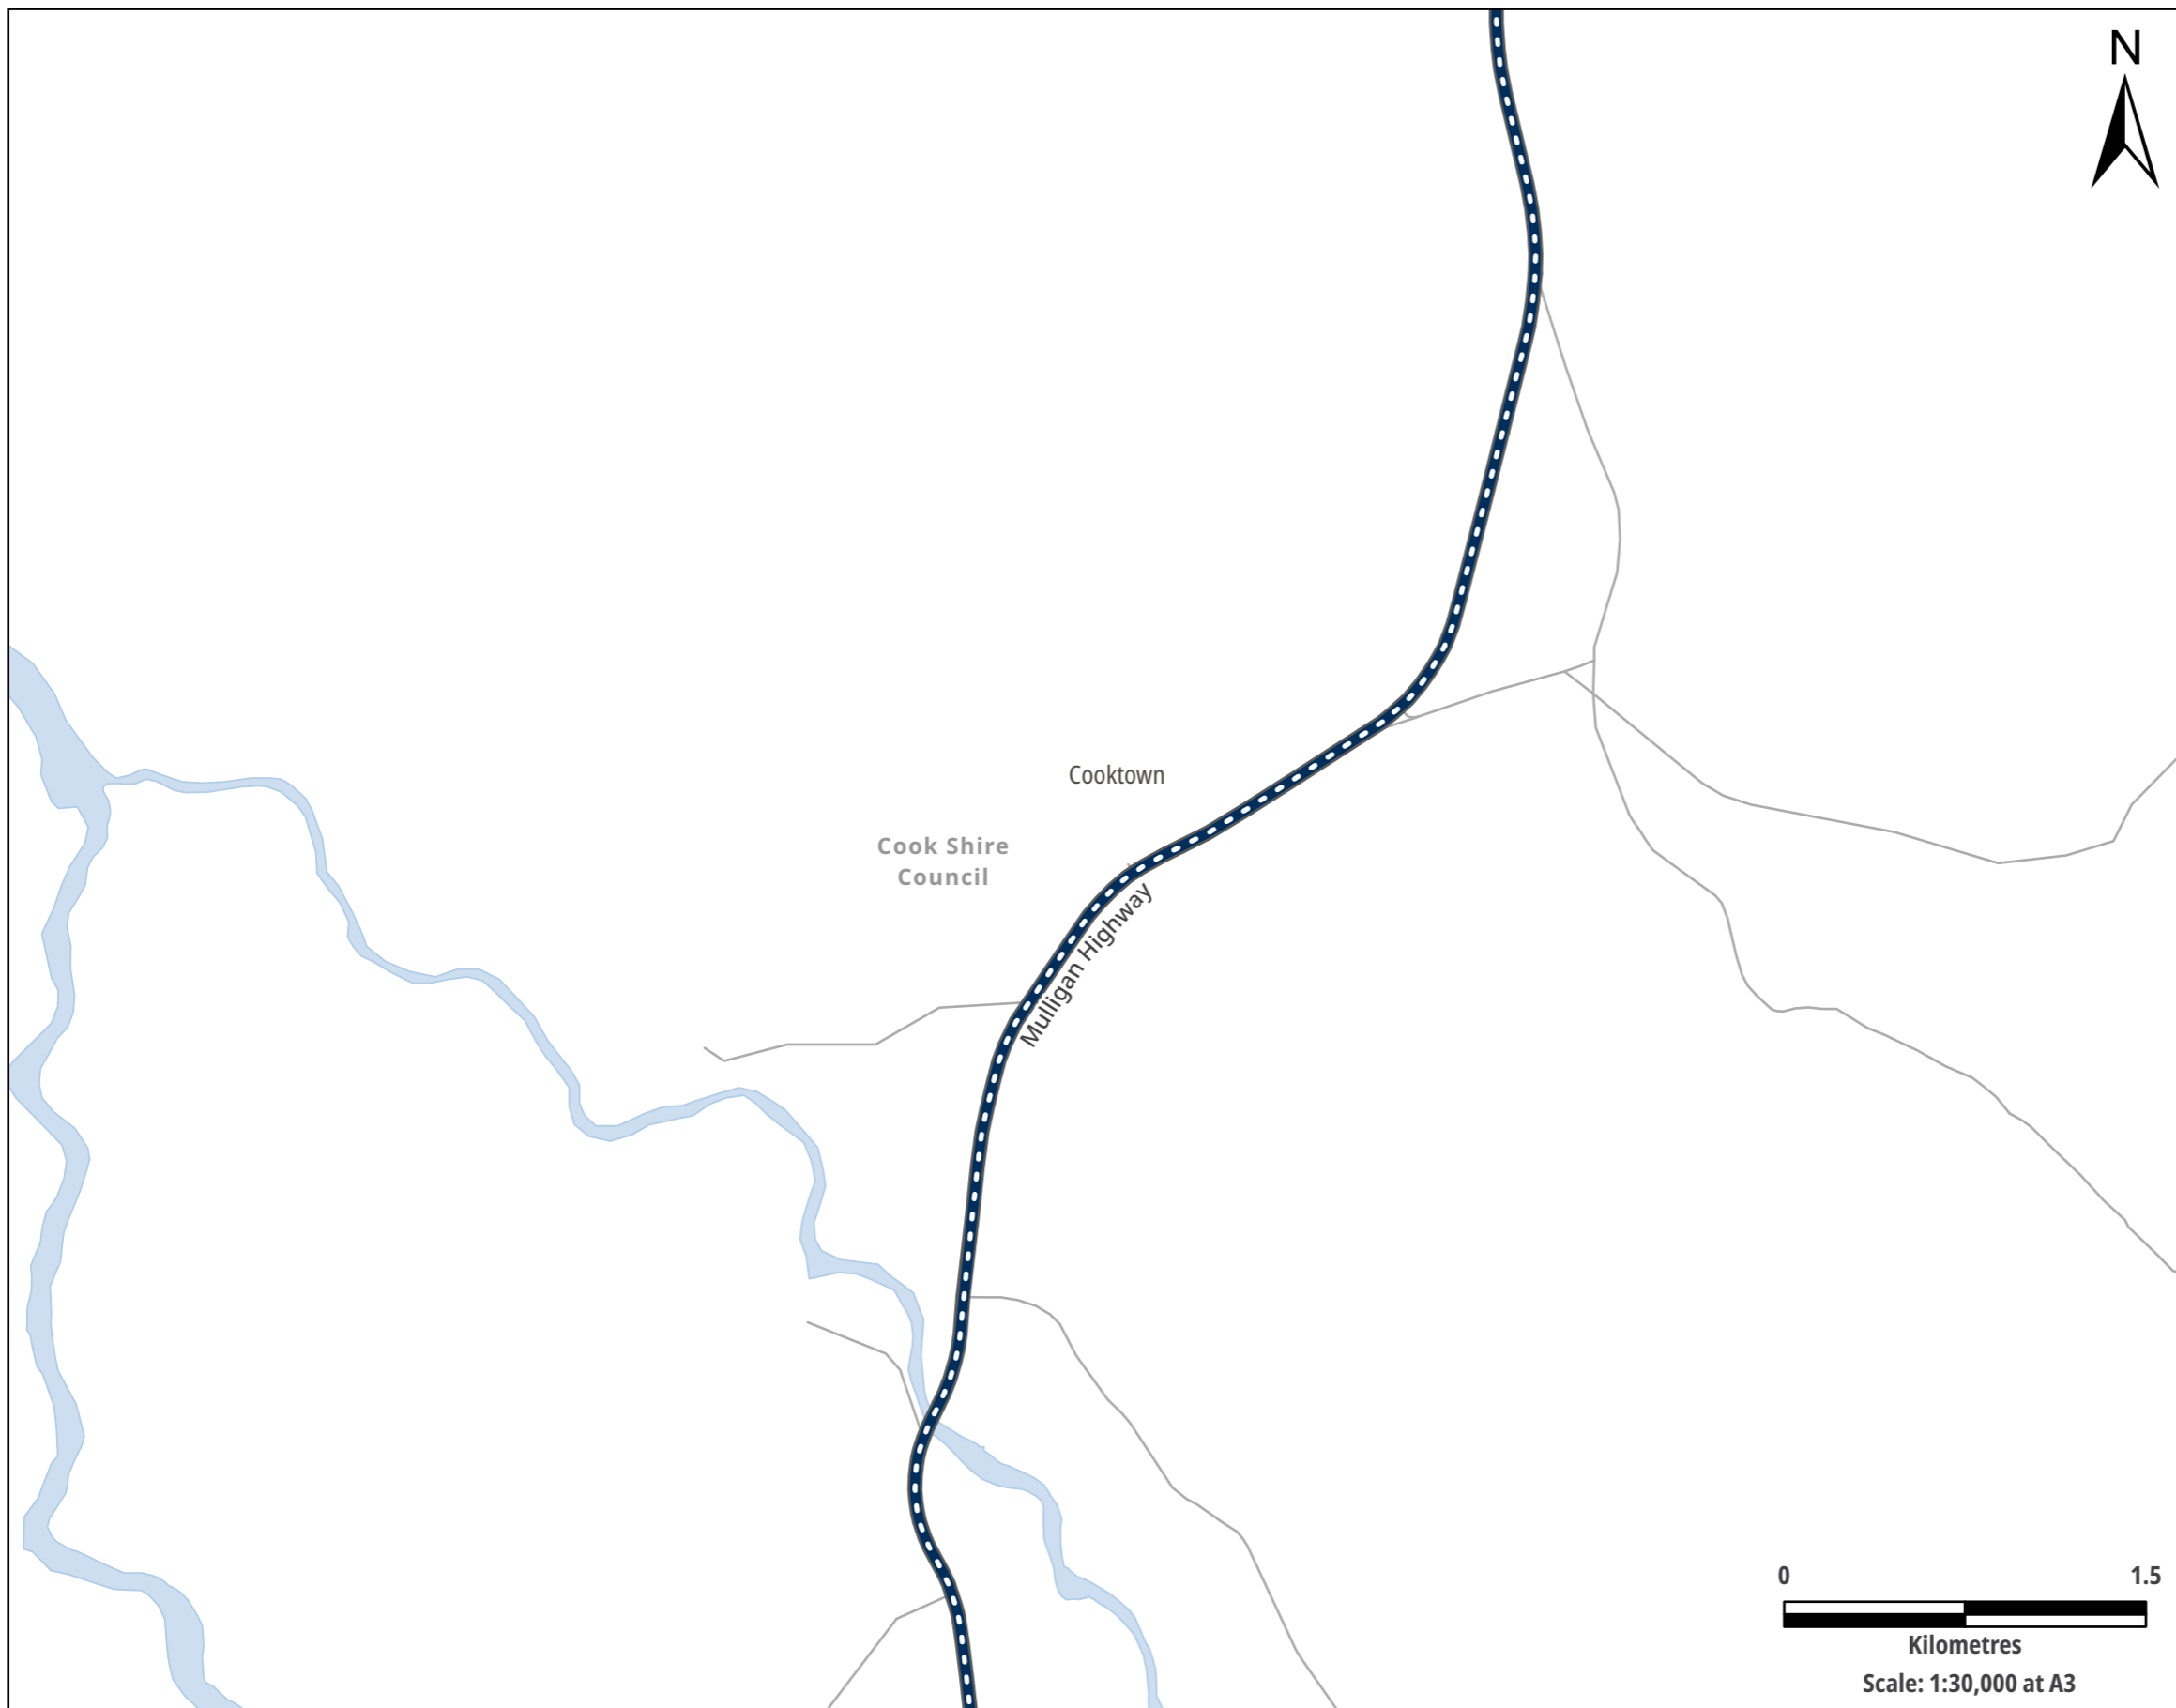 N
Cooktown
Cook Shire
Council
Mulligan Highway
0 1.5
Kilometres
Scale: 1:30,000 at A3